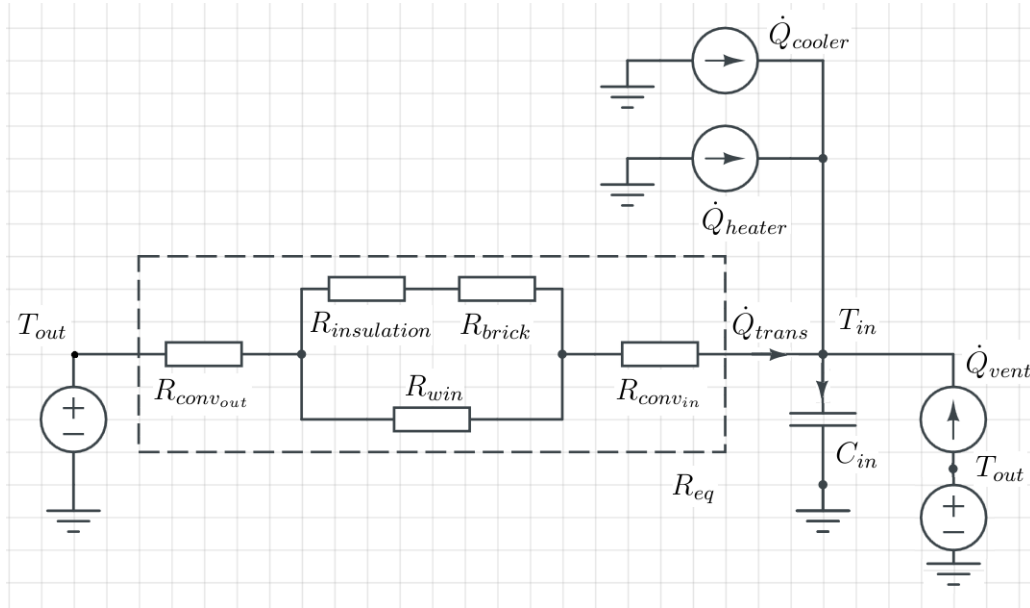 Q̇_cooler
Q̇_heater
T_out
R_insulation
R_brick
Q̇_trans
T_in
R_conv_out
R_win
R_conv_in
Q̇_vent
C_in
T_out
R_eq